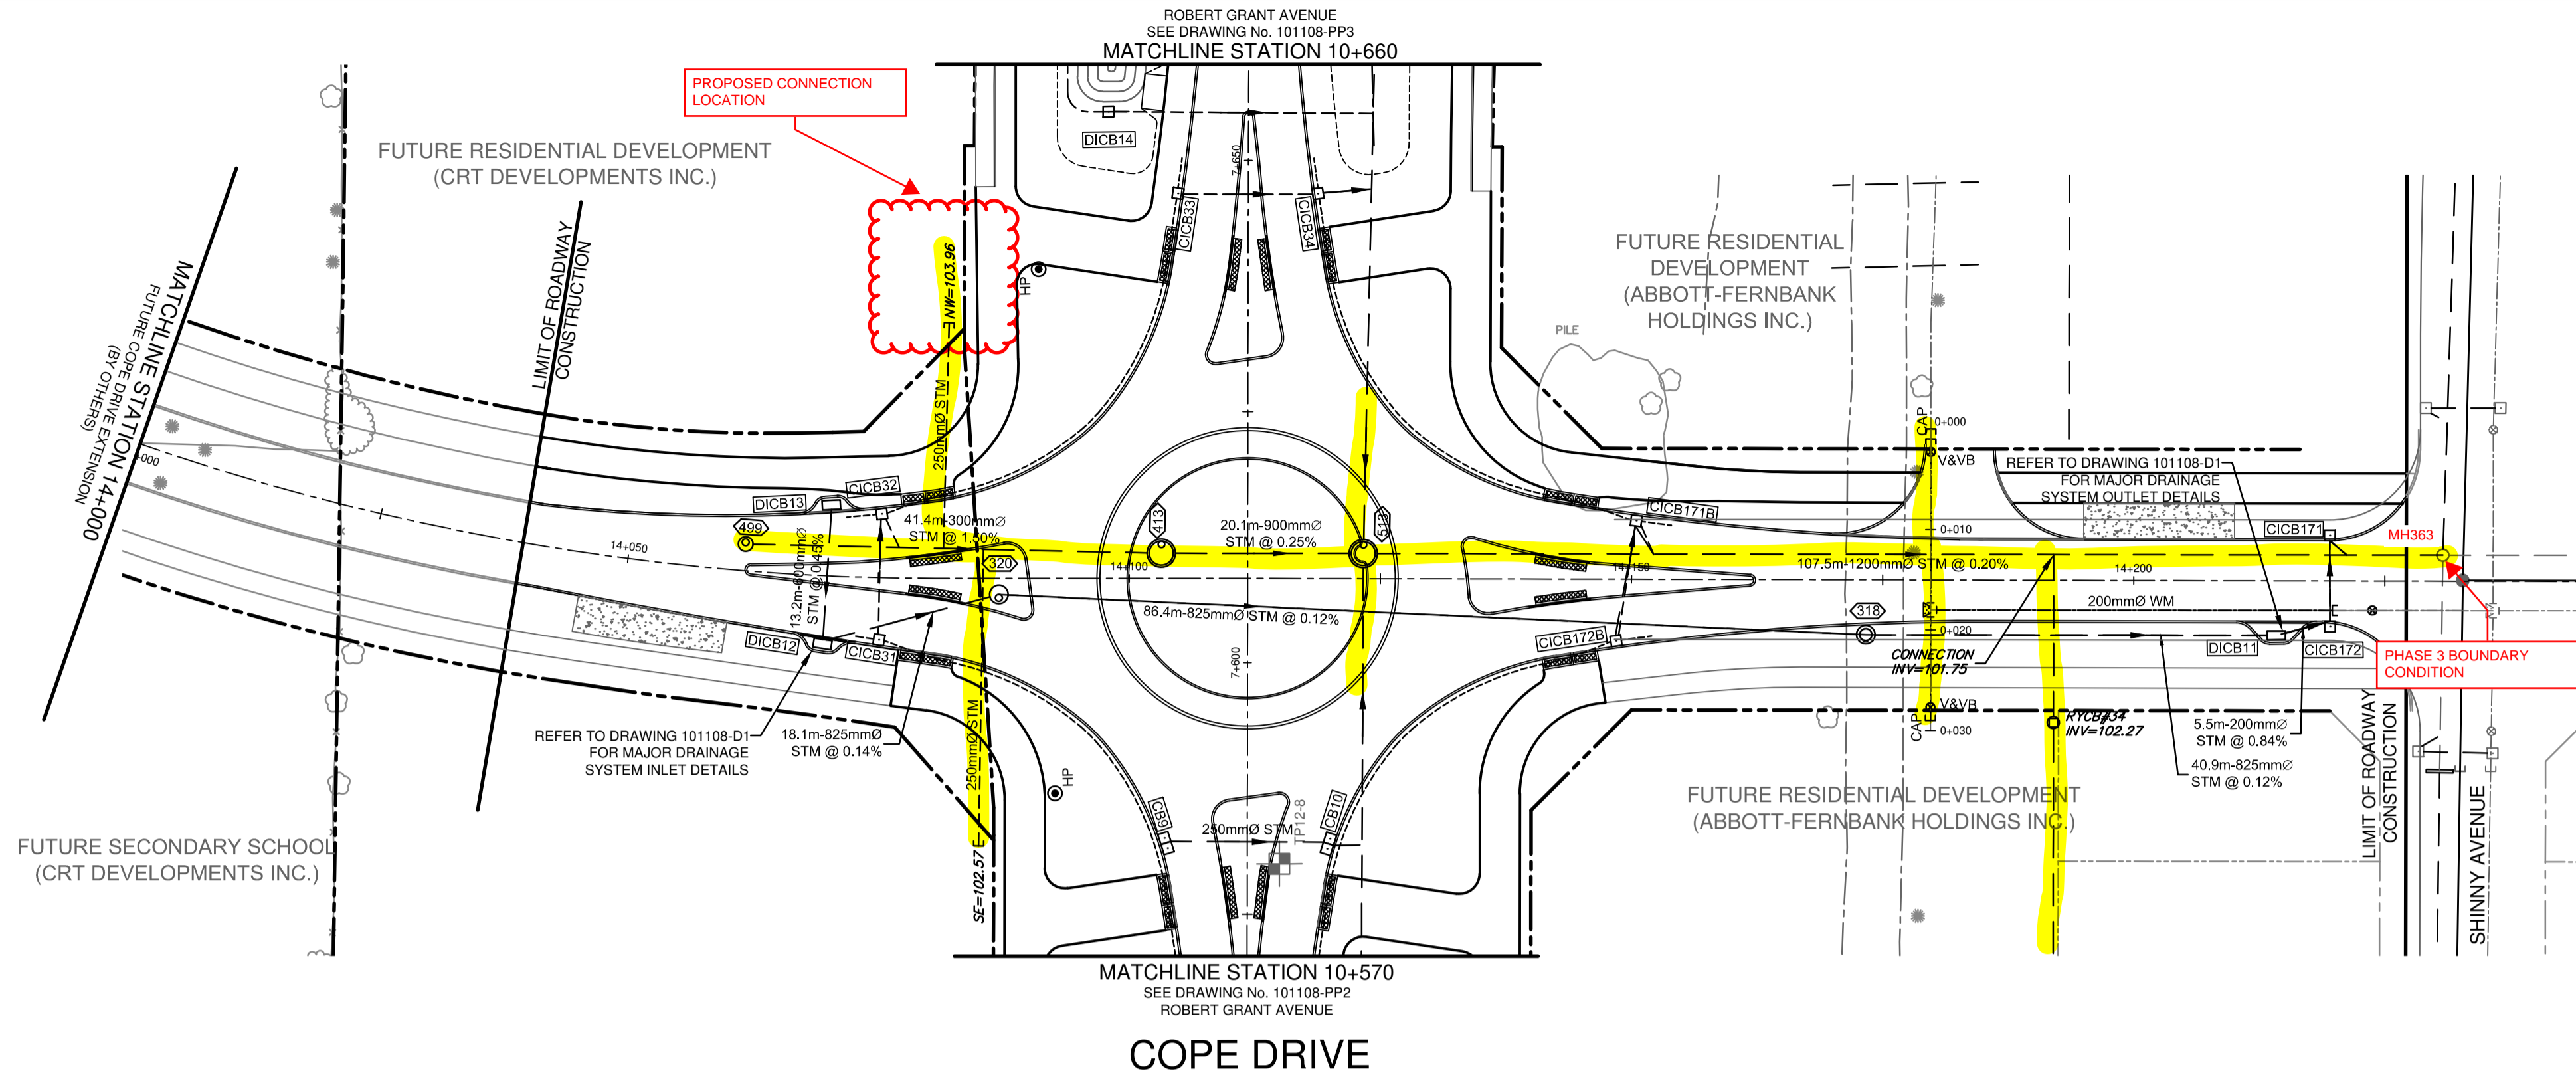 ROBERT GRANT AVENUE
SEE DRAWING No. 101108-PP3
MATCHLINE STATION 10+660
PROPOSED CONNECTION
LOCATION
FUTURE RESIDENTIAL DEVELOPMENT
(CRT DEVELOPMENTS INC.)
DICB14
7+650
CICB33
CICB34
NW=103.96
HP
LIMIT OF ROADWAY
CONSTRUCTION
MATCHLINE STATION 14+000
FUTURE COPE DRIVE EXTENSION
(BY OTHERS)
FUTURE RESIDENTIAL
DEVELOPMENT
(ABBOTT-FERNBANK
HOLDINGS INC.)
PILE
250mmØ STM
CAP
0+000
V&VB
REFER TO DRAWING 101108-D1
FOR MAJOR DRAINAGE
SYSTEM OUTLET DETAILS
DICB13
CICB32
499
41.4m-300mmØ
STM @ 1.50%
413
20.1m-900mmØ
STM @ 0.25%
513
CICB171B
0+010
CICB171
MH363
14+050
13.2m-600mmØ
STM @ 0.45%
320
14+100
14+150
107.5m-1200mmØ STM @ 0.20%
14+200
86.4m-825mmØ STM @ 0.12%
318
200mmØ WM
0+020
DICB12
CICB31
CICB172B
CONNECTION
INV=101.75
DICB11
CICB172
PHASE 3 BOUNDARY
CONDITION
7+600
V&VB
CAP
0+030
RYCB#34
INV=102.27
5.5m-200mmØ
STM @ 0.84%
40.9m-825mmØ
STM @ 0.12%
REFER TO DRAWING 101108-D1
FOR MAJOR DRAINAGE
SYSTEM INLET DETAILS
18.1m-825mmØ
STM @ 0.14%
250mmØ STM
HP
CB9
250mmØ STM
CB10
TP12-8
SE=102.57
FUTURE RESIDENTIAL DEVELOPMENT
(ABBOTT-FERNBANK HOLDINGS INC.)
LIMIT OF ROADWAY
CONSTRUCTION
SHINNY AVENUE
FUTURE SECONDARY SCHOOL
(CRT DEVELOPMENTS INC.)
MATCHLINE STATION 10+570
SEE DRAWING No. 101108-PP2
ROBERT GRANT AVENUE
COPE DRIVE